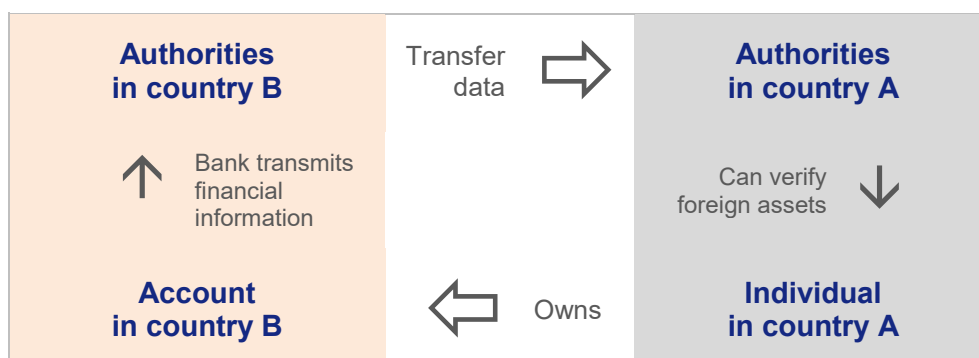 Authorities
in country B
Transfer
data
Authorities
in country A
Bank transmits
financial
information
Can verify
foreign assets
Account
in country B
Owns
Individual
in country A